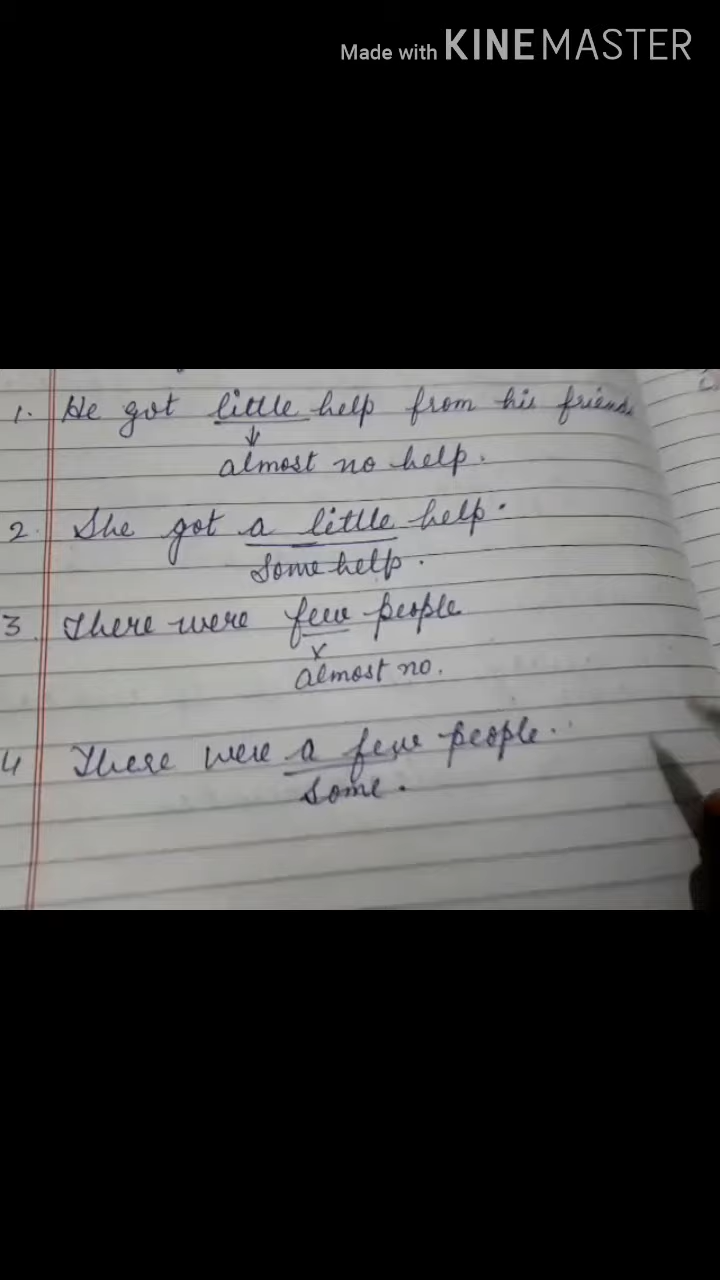 Made with KINEMASTER
1. He got little help from his friends
almost no help.
2. She got a little help.
Some help.
3. There were few people
almost no.
4 There were a few people.
Some.